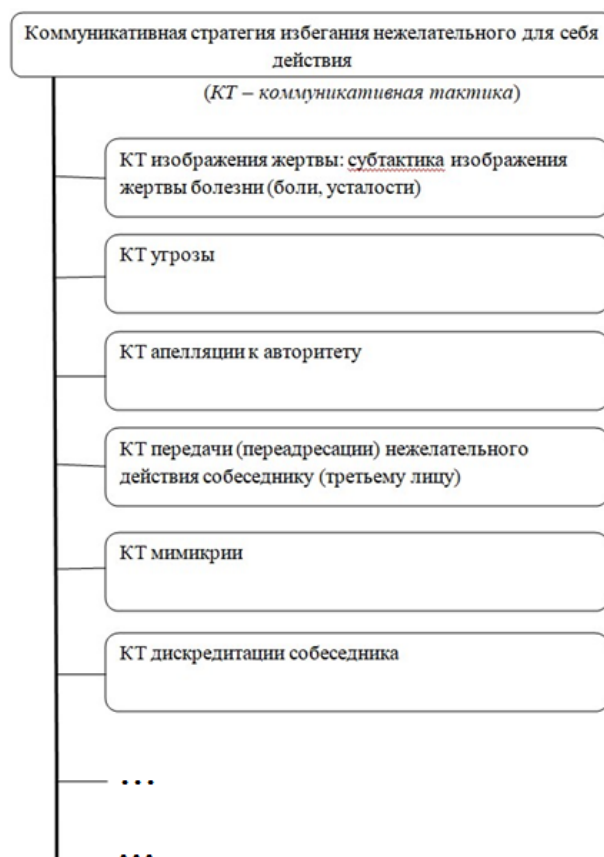 Коммуникативная стратегия избегания нежелательного для себя
действия
(КТ – коммуникативная тактика)
КТ изображения жертвы: субтактика изображения
жертвы болезни (боли, усталости)
КТ угрозы
КТ апелляции к авторитету
КТ передачи (переадресации) нежелательного
действия собеседнику (третьему лицу)
КТ мимикрии
КТ дискредитации собеседника
...
...